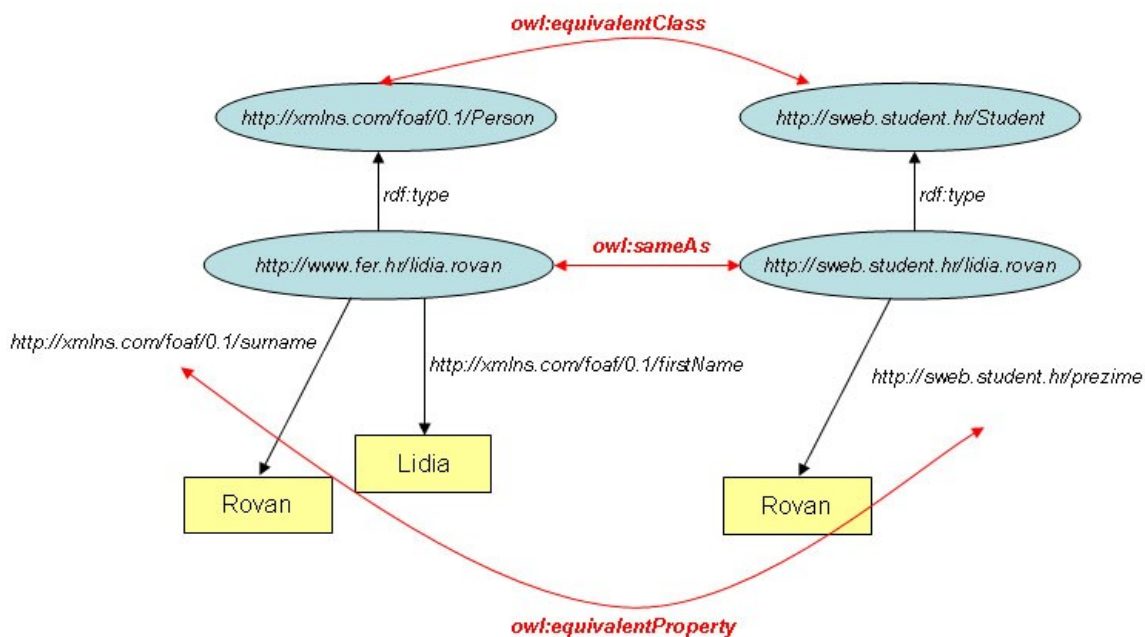 owl:equivalentClass
http://xmlns.com/foaf/0.1/Person
http://sweb.student.hr/Student
rdf:type
rdf:type
owl:sameAs
http://www.fer.hr/lidia.rovan
http://sweb.student.hr/lidia.rovan
http://xmlns.com/foaf/0.1/surname
http://xmlns.com/foaf/0.1/firstName
http://sweb.student.hr/prezime
Lidia
Rovan
Rovan
owl:equivalentProperty